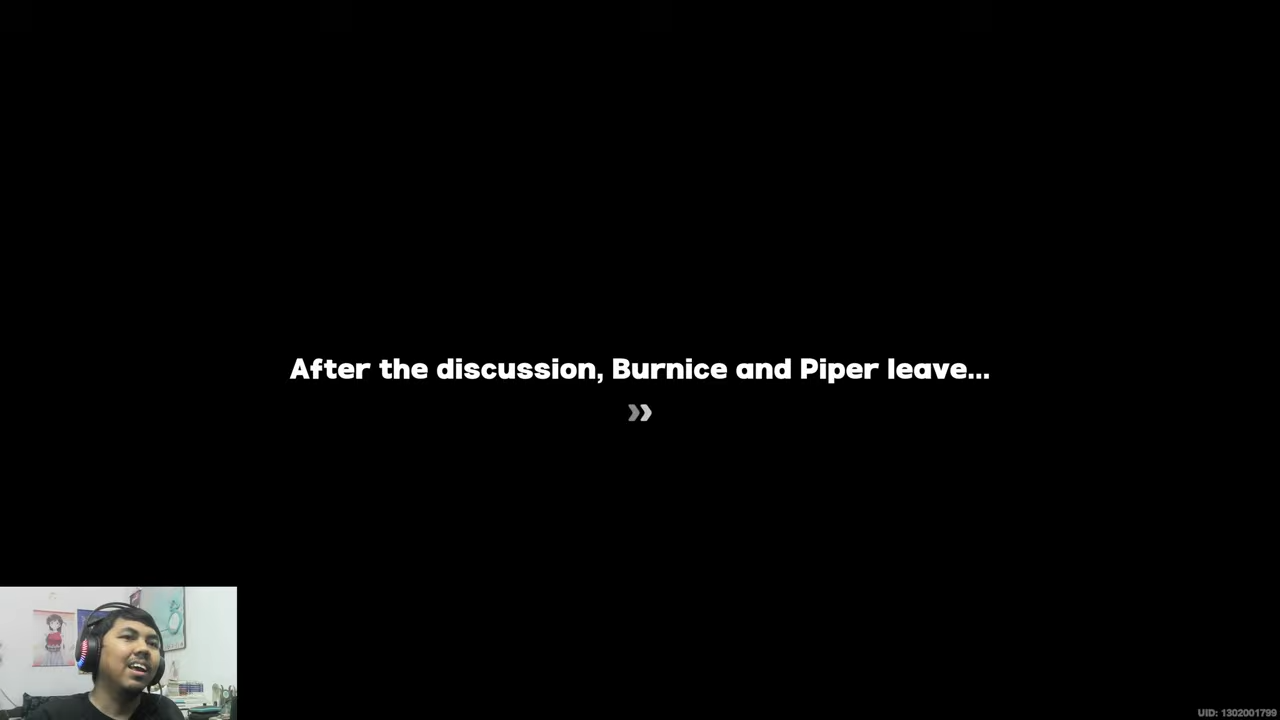 After the discussion, Burnice and Piper leave...
UID: 1302001799